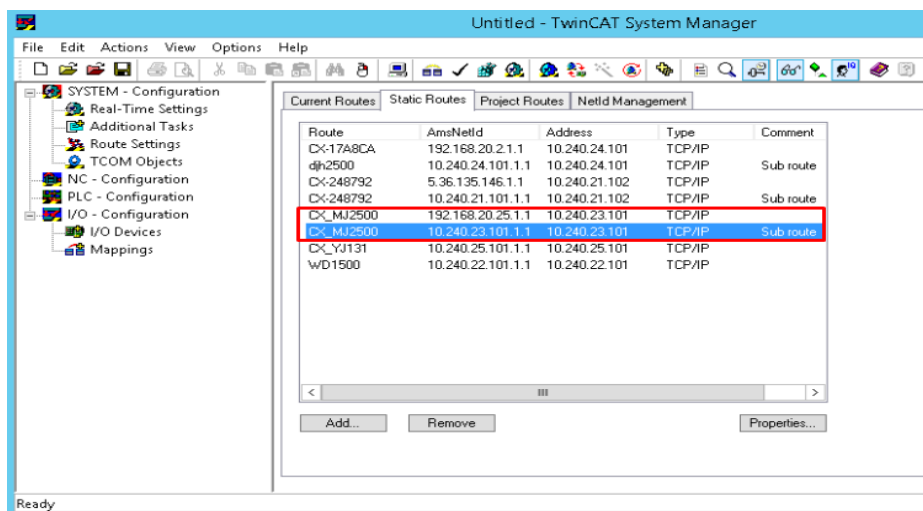 Untitled - TwinCAT System Manager
File Edit Actions View Options Help
SYSTEM - Configuration
Real-Time Settings
Additional Tasks
Route Settings
TCOM Objects
NC - Configuration
PLC - Configuration
I/O - Configuration
I/O Devices
Mappings
Current Routes Static Routes Project Routes NetId Management
Route AmsNetId Address Type Comment
CX-17A8CA 192.168.20.2.1.1 10.240.24.101 TCP/IP
djh2500 10.240.24.101.1.1 10.240.24.101 TCP/IP Sub route
CX-248792 5.36.135.146.1.1 10.240.21.102 TCP/IP
CX-248792 10.240.21.101.1.1 10.240.21.102 TCP/IP Sub route
CX_MJ2500 192.168.20.25.1.1 10.240.23.101 TCP/IP
CX_MJ2500 10.240.23.101.1.1 10.240.23.101 TCP/IP Sub route
CX_YJ131 10.240.25.101.1.1 10.240.25.101 TCP/IP
WD1500 10.240.22.101.1.1 10.240.22.101 TCP/IP
Add... Remove Properties...
Ready